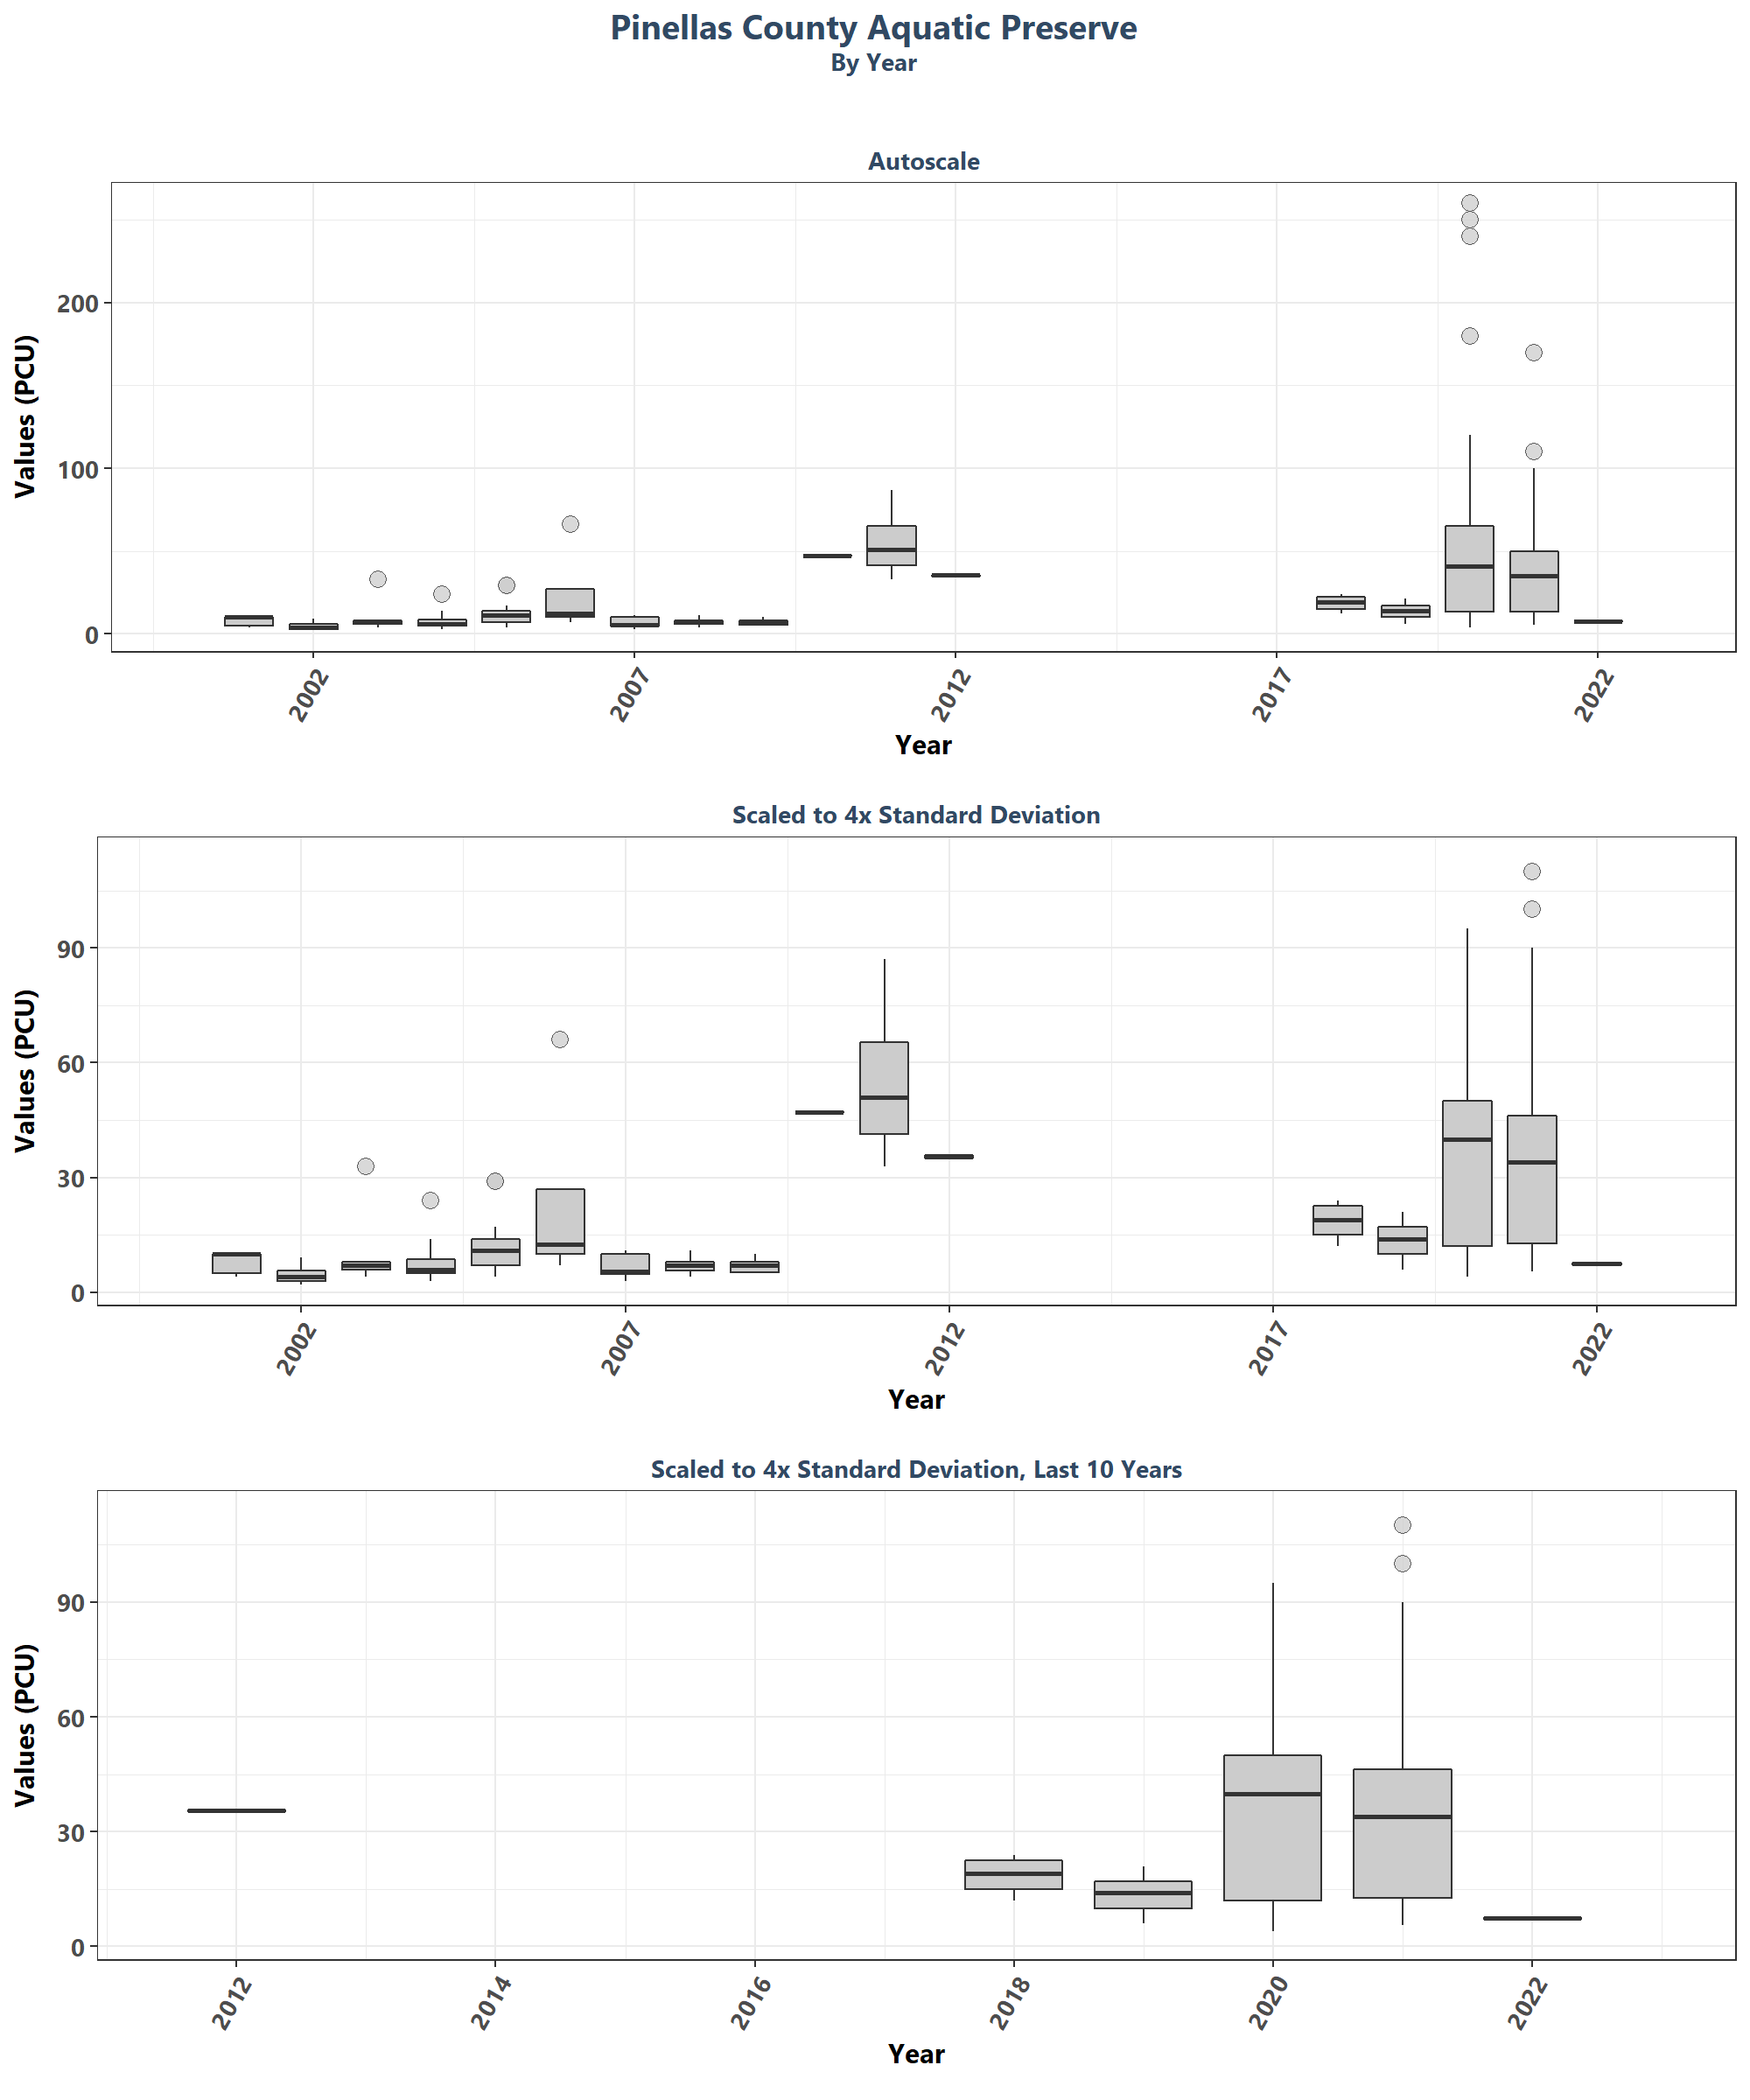 Pinellas County Aquatic Preserve
By Year
Autoscale
Values (PCU)
200
100
0
2002
2007
2012
2017
2022
Year
Scaled to 4x Standard Deviation
Values (PCU)
90
60
30
0
2002
2007
2012
2017
2022
Year
Scaled to 4x Standard Deviation, Last 10 Years
Values (PCU)
90
60
30
0
2012
2014
2016
2018
2020
2022
Year